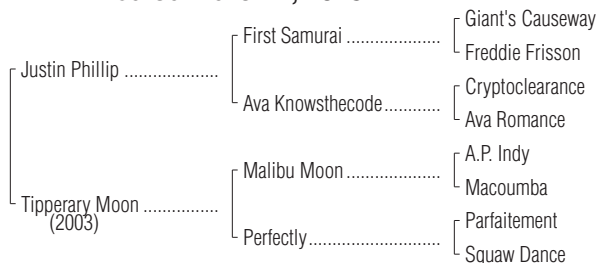 First Samurai ....................
Giant's Causeway
Freddie Frisson
Justin Phillip ....................
Ava Knowsthecode............
Cryptoclearance
Ava Romance
Malibu Moon ....................
A.P. Indy
Macoumba
Tipperary Moon ................
(2003)
Perfectly............................
Parfaitement
Squaw Dance